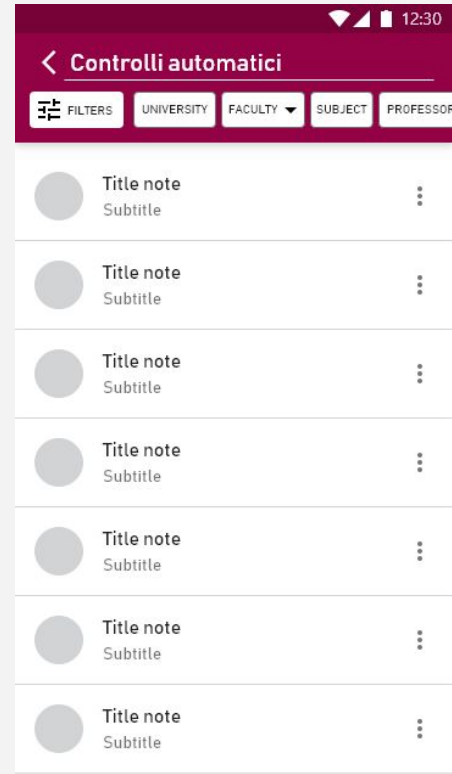 12:30
Controlli automatici
FILTERS UNIVERSITY FACULTY SUBJECT PROFESSOR
Title note
Subtitle
Title note
Subtitle
Title note
Subtitle
Title note
Subtitle
Title note
Subtitle
Title note
Subtitle
Title note
Subtitle